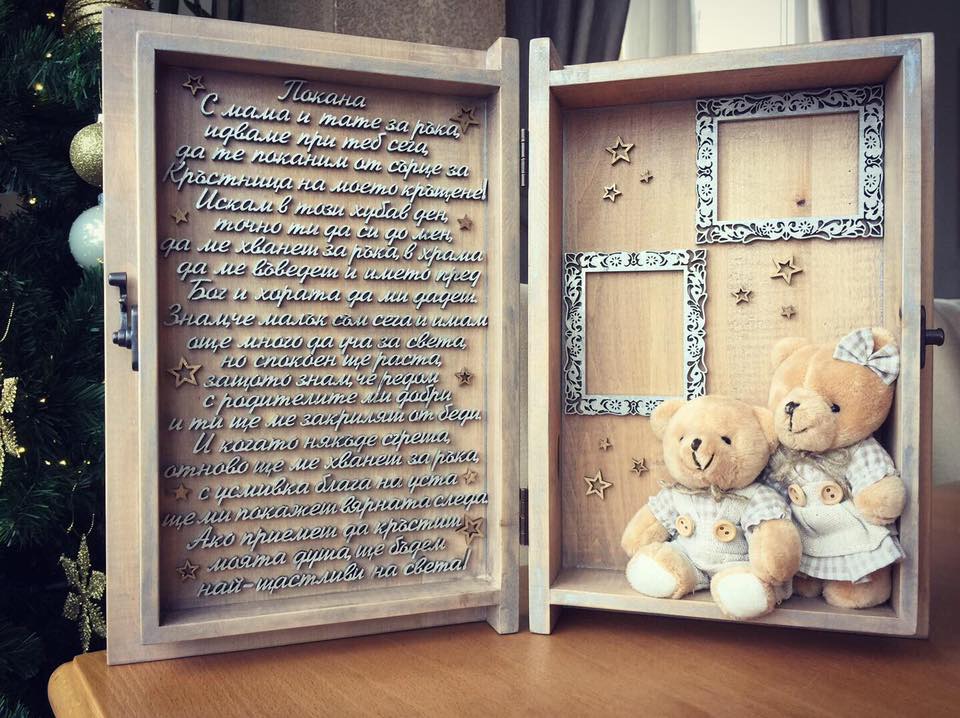 Покана
С мама и тате за ръка,
идваме при теб сега,
да те поканим от сърце за
Кръстница на моето кръщене!
Искам в този хубав ден,
точно ти да си до мен,
да ме хванеш за ръка, в храма
да ме въведеш и името пред
Бог и хората да ми дадеш.
Знам,че малък съм сега и имам
още много да уча за света,
но спокоен ще раста,
защото знам, че редом
с родителите ми добри
и ти ще ме закриляш от беди.
И когато някъде сгреша,
отново ще ме хванеш за ръка,
с усмивка блага на уста
ще ми покажеш вярната следа.
Ако приемеш да кръстиш
моята душа, ще бъдем
най-щастливи на света!